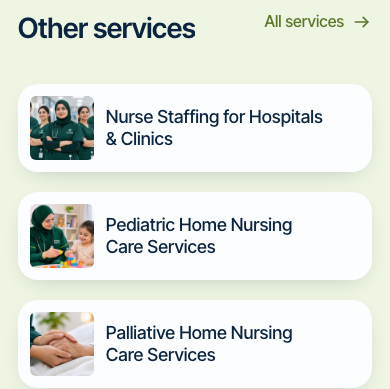 Other services
All services
Nurse Staffing for Hospitals
& Clinics
Pediatric Home Nursing
Care Services
Palliative Home Nursing
Care Services